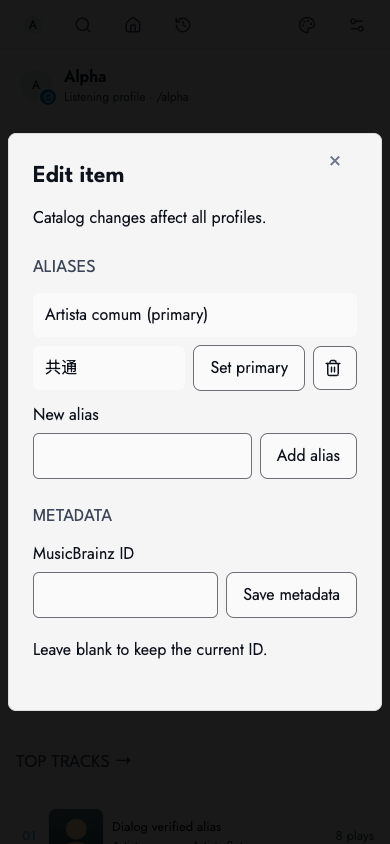 A
A
Alpha
Listening profile · /alpha
Edit item
Catalog changes affect all profiles.
ALIASES
Artista comum (primary)
共通
Set primary
New alias
Add alias
METADATA
MusicBrainz ID
Save metadata
Leave blank to keep the current ID.
TOP TRACKS →
Dialog verified alias
01
8 plays